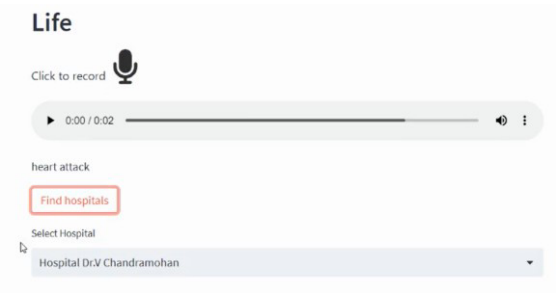 Life
Click to record
0:00 / 0:02
heart attack
Find hospitals
Select Hospital
Hospital Dr.V Chandramohan